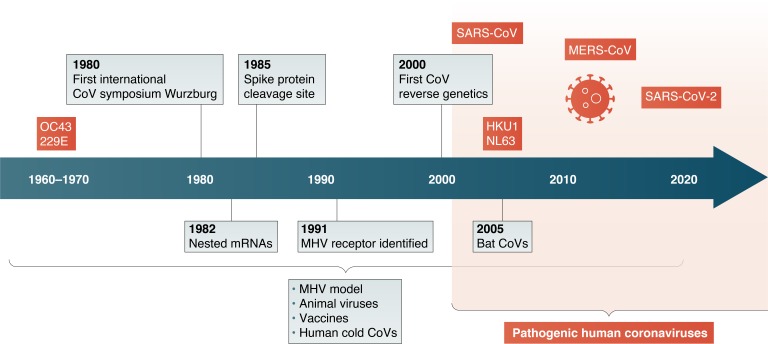 SARS-CoV
MERS-CoV
SARS-CoV-2
1980
First international
CoV symposium Wurzburg
1985
Spike protein
cleavage site
2000
First CoV
reverse genetics
OC43
229E
HKU1
NL63
1960–1970
1980
1990
2000
2010
2020
1982
Nested mRNAs
1991
MHV receptor identified
2005
Bat CoVs
• MHV model
• Animal viruses
• Vaccines
• Human cold CoVs
Pathogenic human coronaviruses